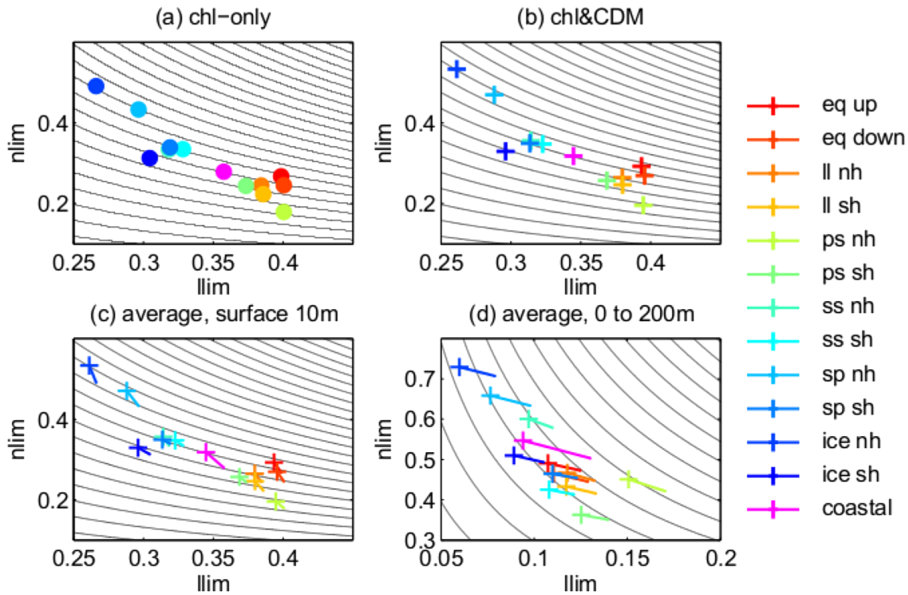 (a) chl−only
(b) chl&CDM
nlim
0.4
0.2
0.25
0.3
0.35
0.4
llim
nlim
0.4
0.2
0.25
0.3
0.35
0.4
llim
(c) average, surface 10m
(d) average, 0 to 200m
nlim
0.4
0.2
0.25
0.3
0.35
0.4
llim
nlim
0.7
0.6
0.5
0.4
0.3
0.05
0.1
0.15
0.2
llim
eq up
eq down
ll nh
ll sh
ps nh
ps sh
ss nh
ss sh
sp nh
sp sh
ice nh
ice sh
coastal